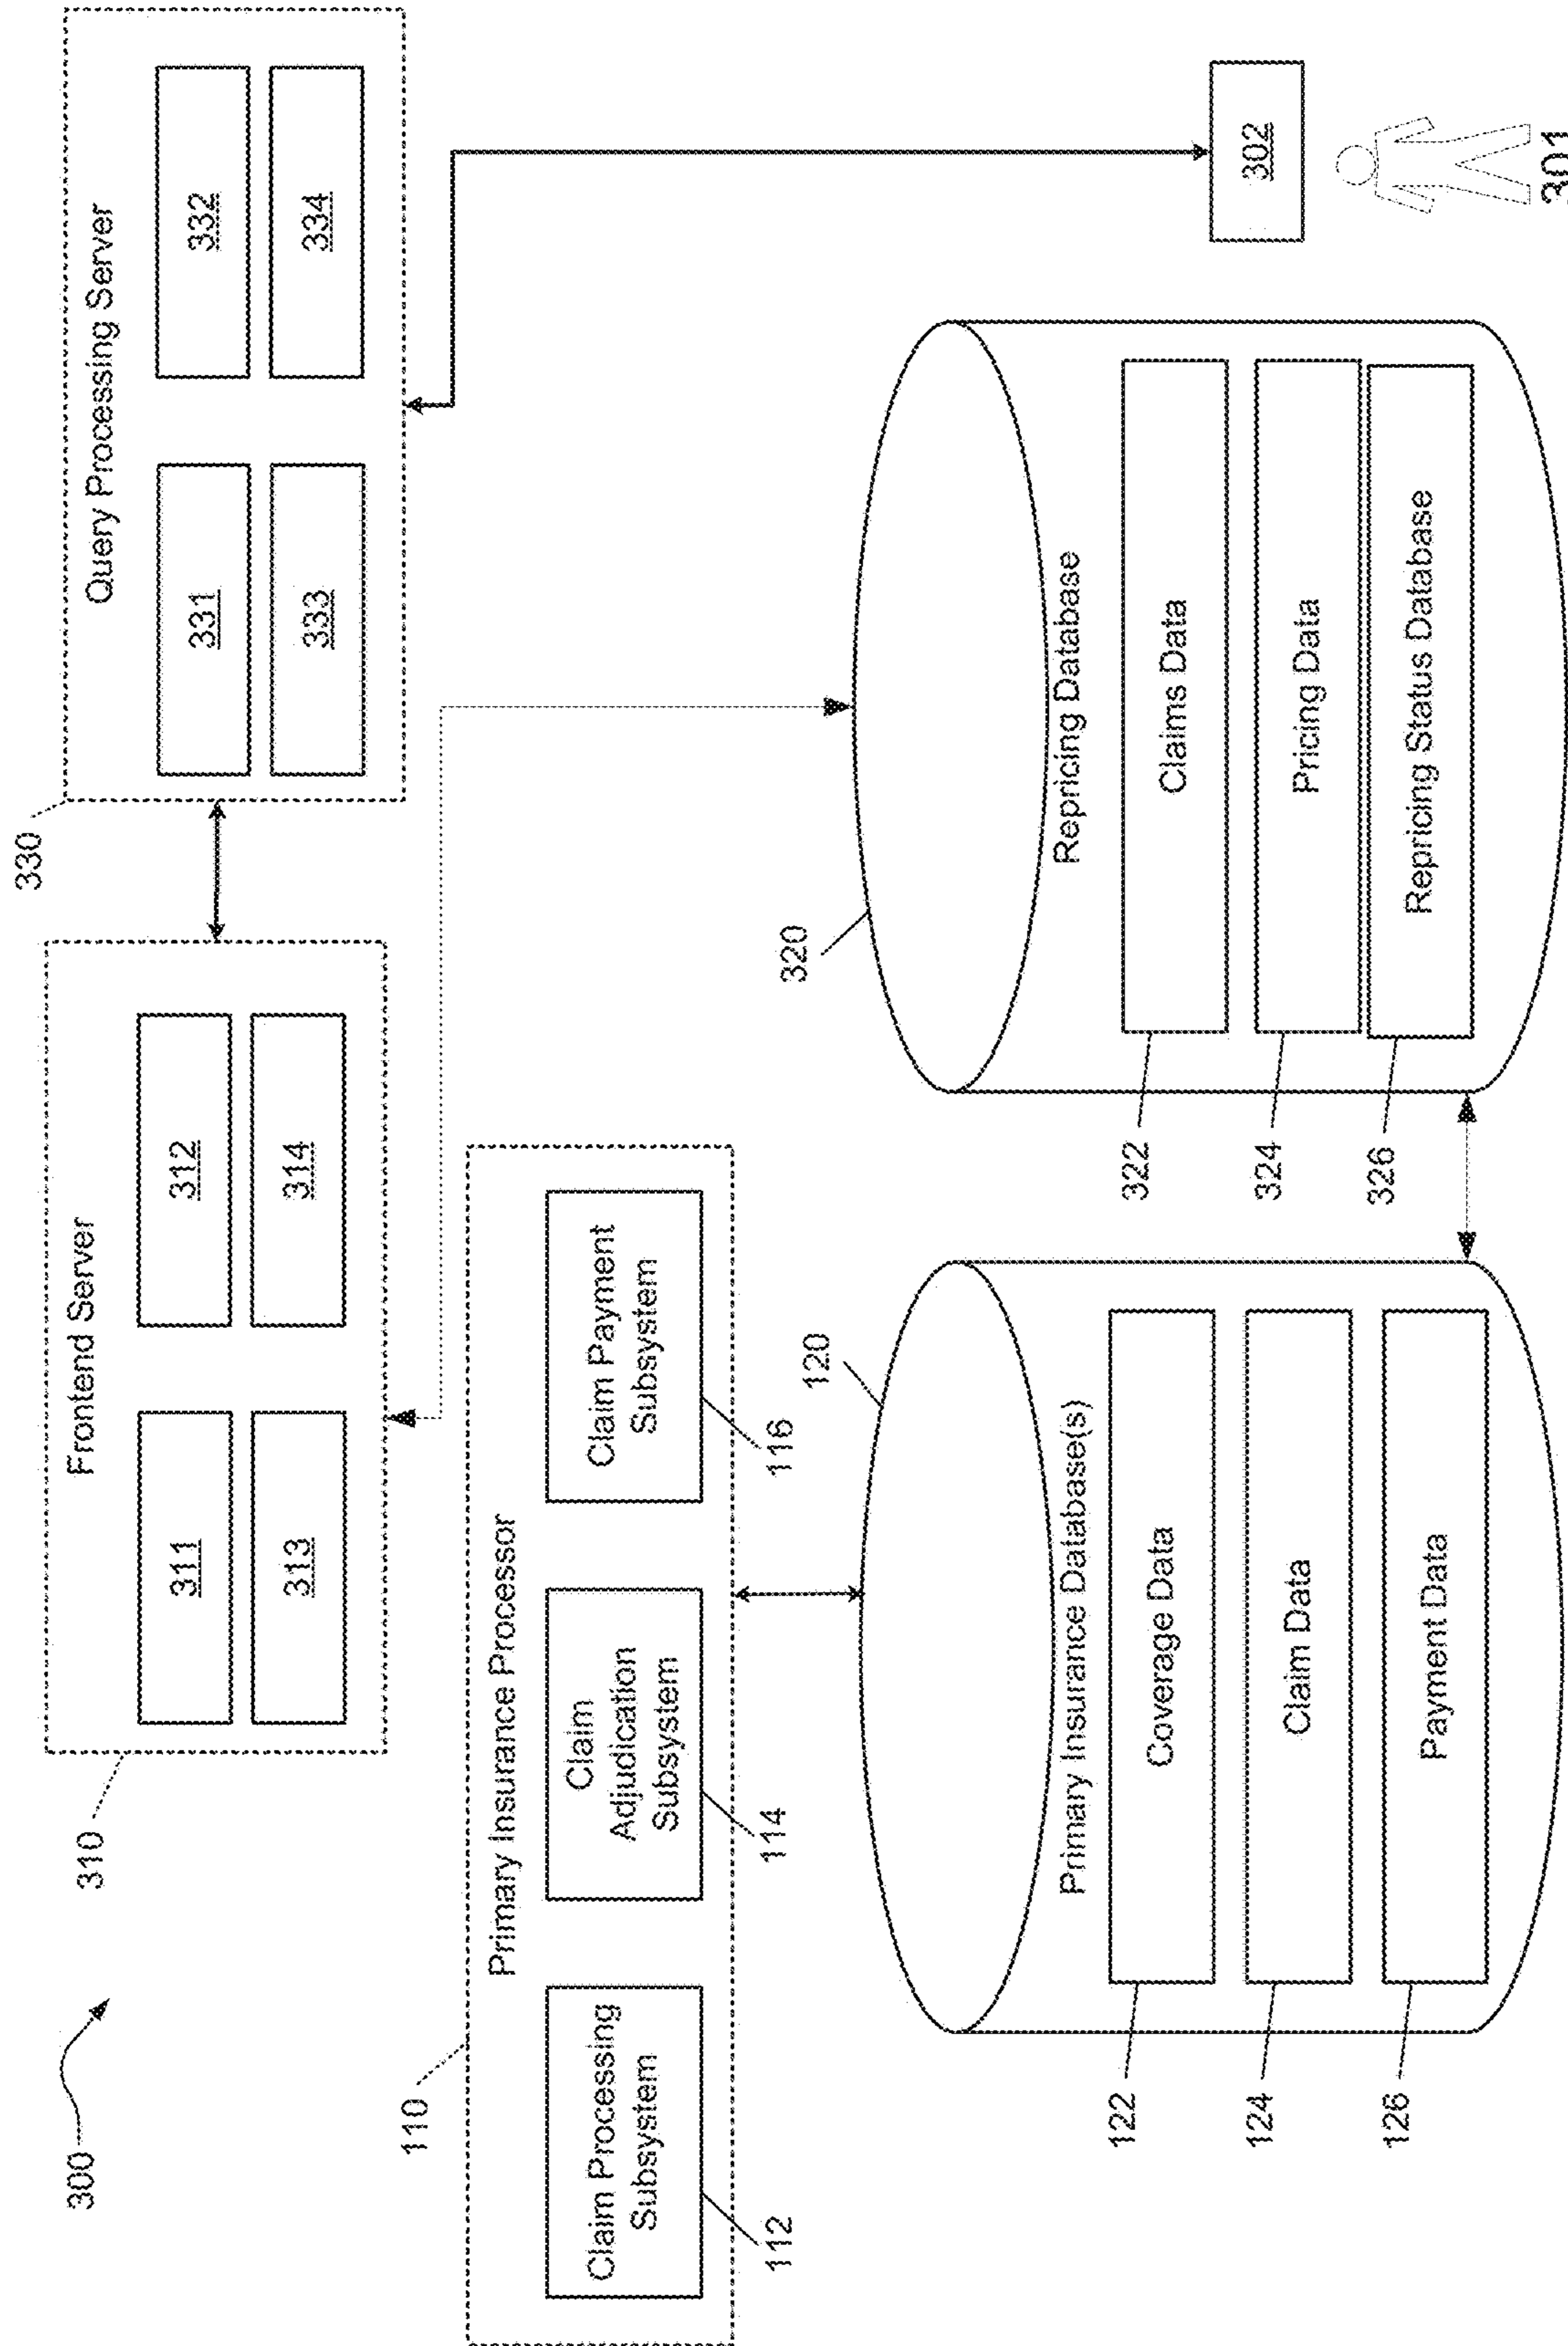 300
310
Frontend Server
311
312
313
314
330
Query Processing Server
331
332
333
334
110
Primary Insurance Processor
Claim Processing
Subsystem
112
Claim
Adjudication
Subsystem
114
Claim Payment
Subsystem
116
120
Primary Insurance Database(s)
122
Coverage Data
124
Claim Data
126
Payment Data
320
Repricing Database
322
Claims Data
324
Pricing Data
326
Repricing Status Database
302
301